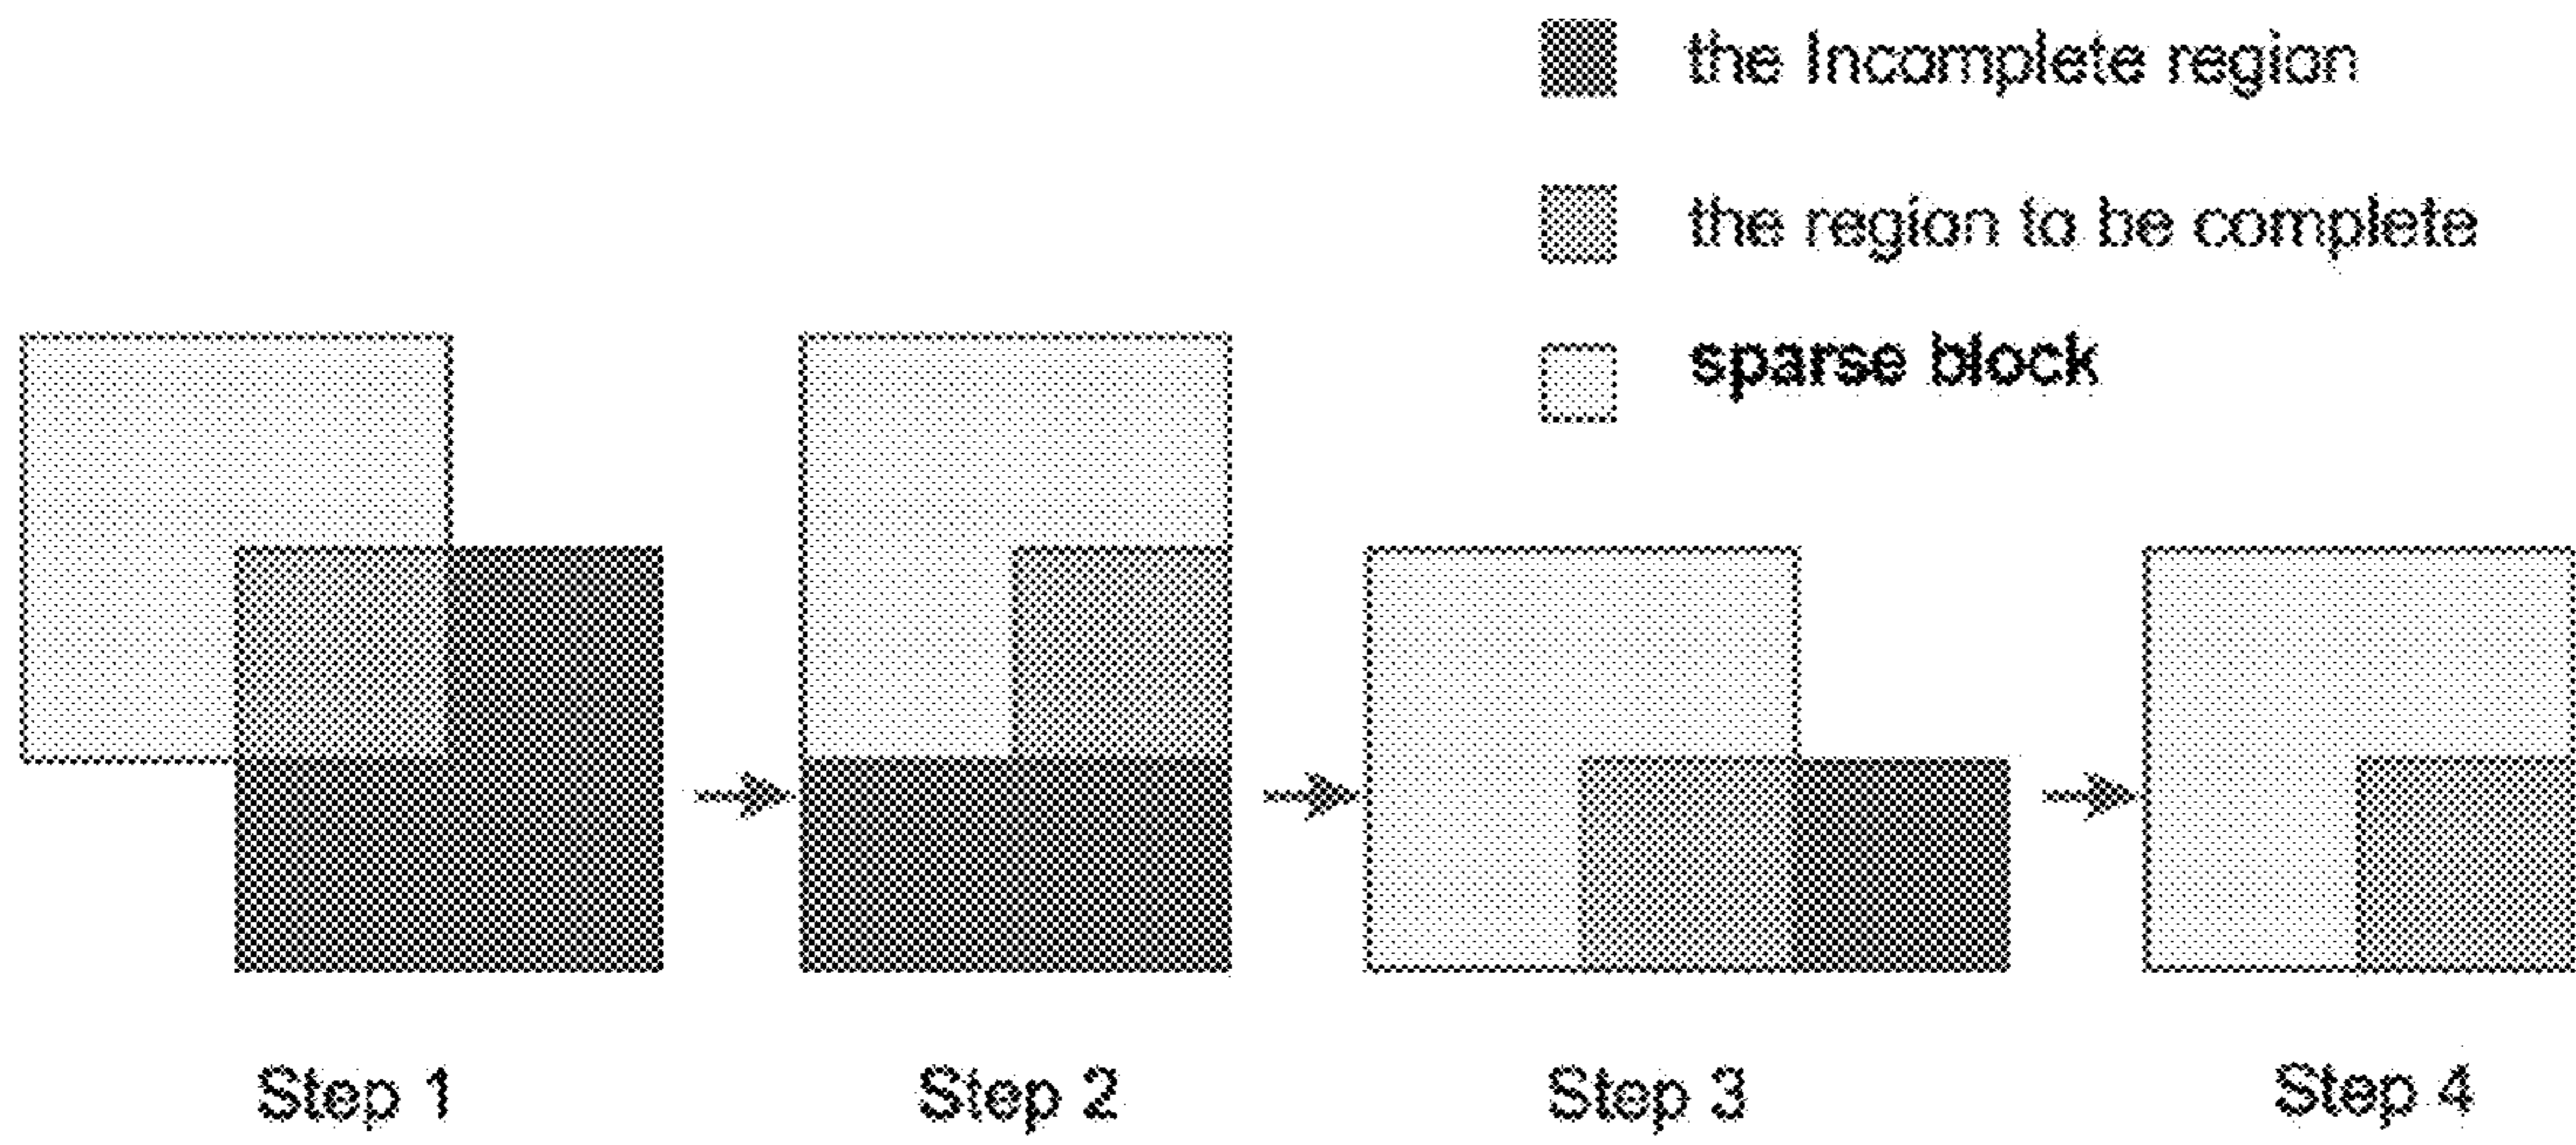 the Incomplete region
the region to be complete
sparse block
Step 1
Step 2
Step 3
Step 4